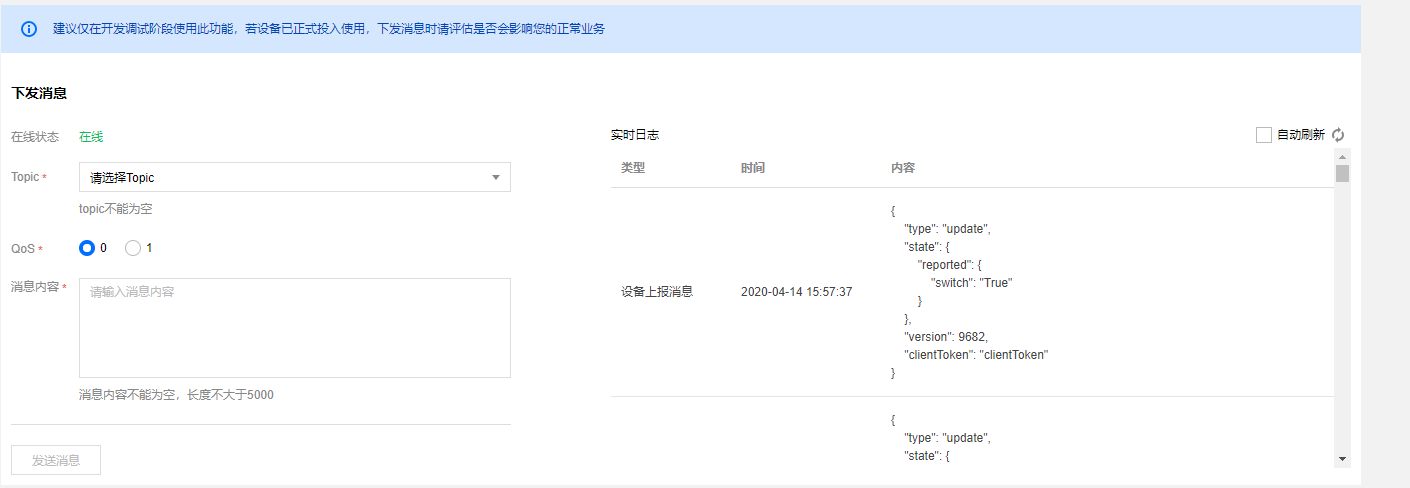 建议仅在开发调试阶段使用此功能，若设备已正式投入使用，下发消息时请评估是否会影响您的正常业务
下发消息
在线状态 在线
Topic * 请选择Topic
topic不能为空
QoS * 0 1
消息内容 * 请输入消息内容
消息内容不能为空，长度不大于5000
发送消息
实时日志 自动刷新
类型 时间 内容
设备上报消息 2020-04-14 15:57:37
{
"type": "update",
"state": {
"reported": {
"switch": "True"
}
},
"version": 9682,
"clientToken": "clientToken"
}
{
"type": "update",
"state": {